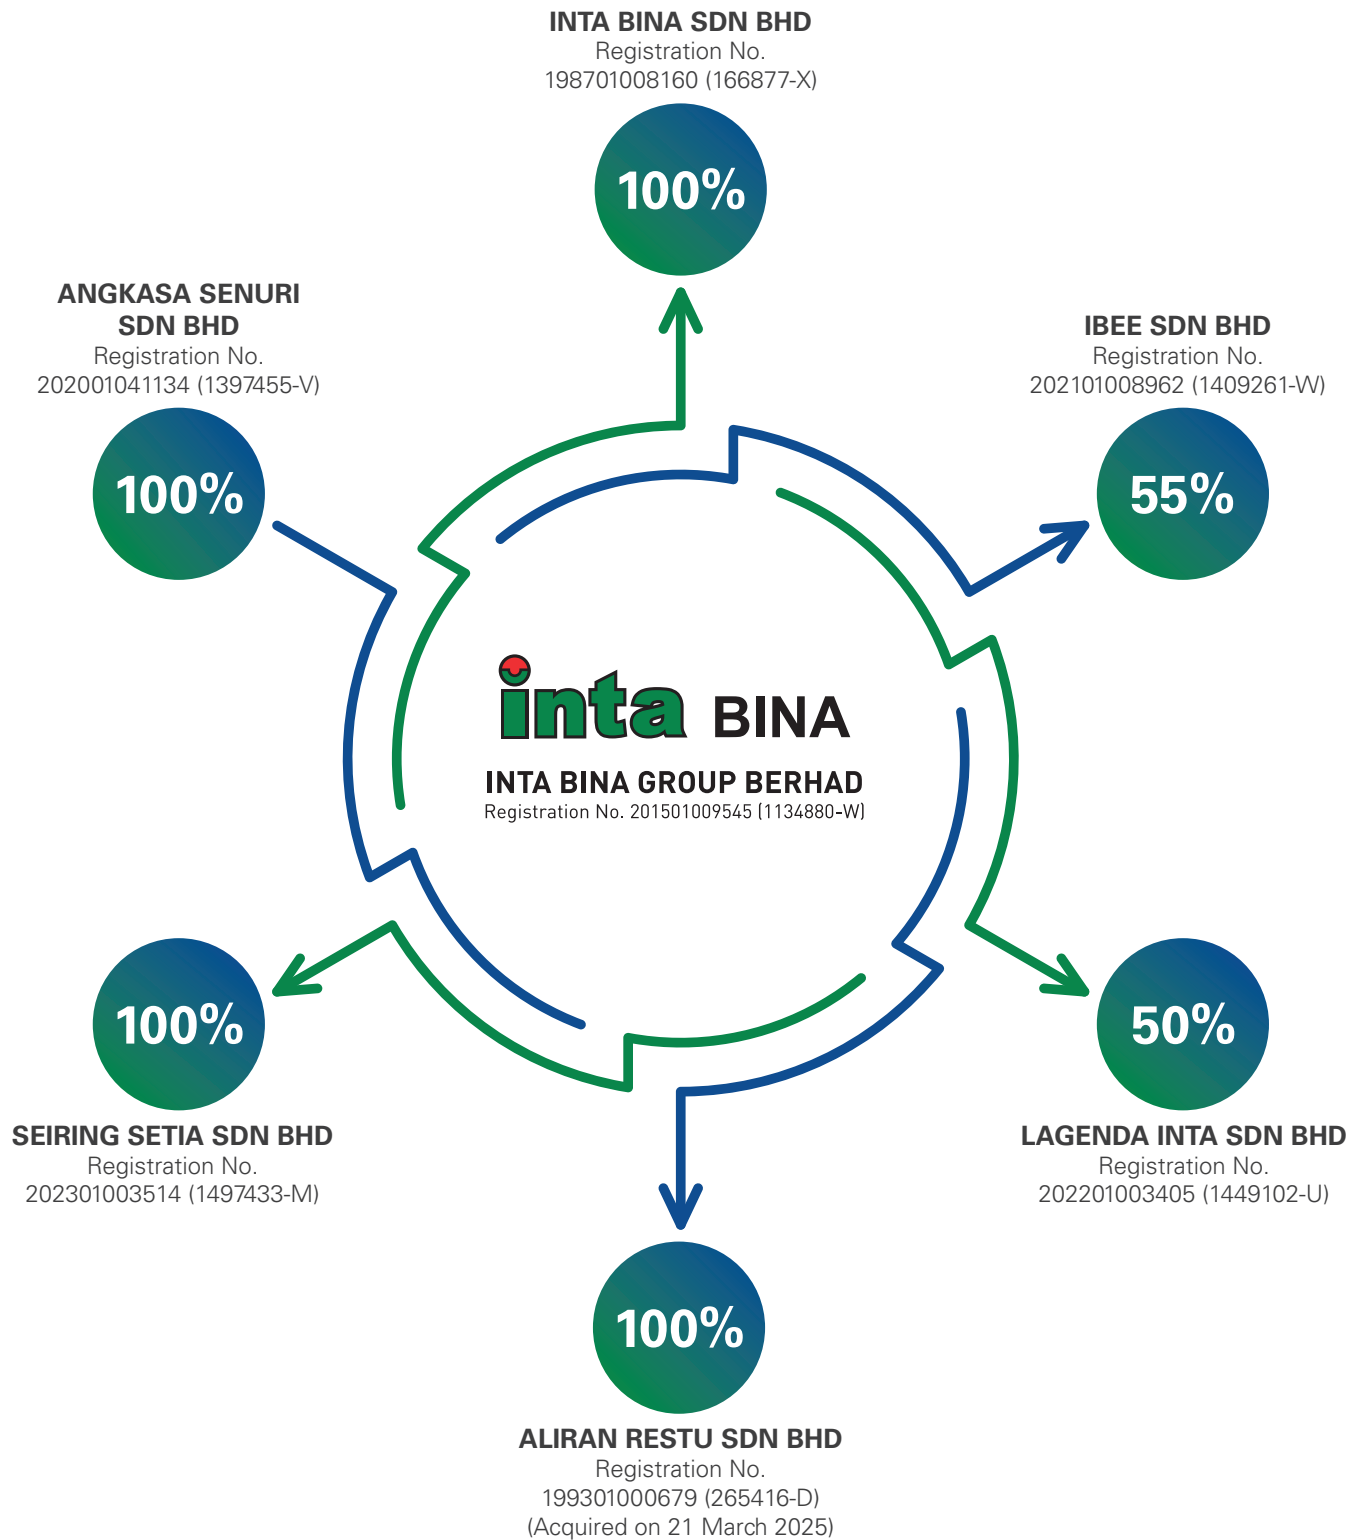 INTA BINA SDN BHD
Registration No.
198701008160 (166877-X)
100%
ANGKASA SENURI
SDN BHD
Registration No.
202001041134 (1397455-V)
100%
IBEE SDN BHD
Registration No.
202101008962 (1409261-W)
55%
inta BINA
INTA BINA GROUP BERHAD
Registration No. 201501009545 (1134880-W)
100%
SEIRING SETIA SDN BHD
Registration No.
202301003514 (1497433-M)
50%
LAGENDA INTA SDN BHD
Registration No.
202201003405 (1449102-U)
100%
ALIRAN RESTU SDN BHD
Registration No.
199301000679 (265416-D)
(Acquired on 21 March 2025)